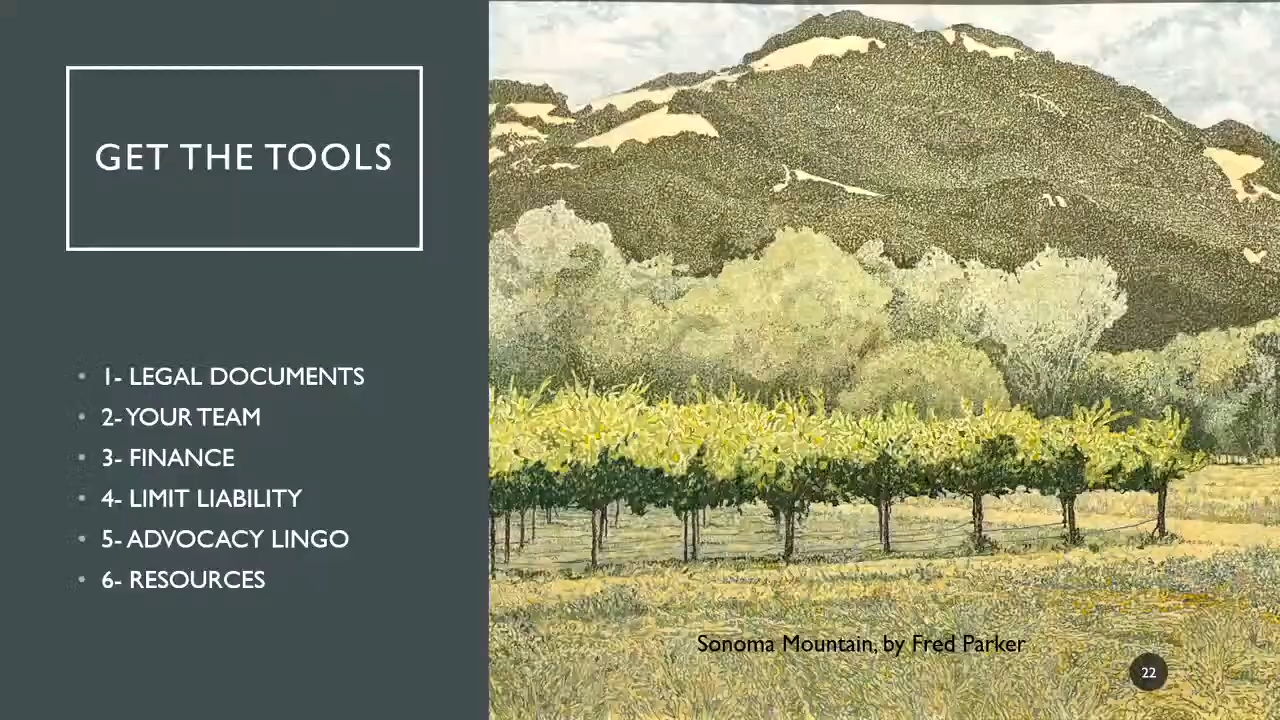 GET THE TOOLS
• 1- LEGAL DOCUMENTS
• 2- YOUR TEAM
• 3- FINANCE
• 4- LIMIT LIABILITY
• 5- ADVOCACY LINGO
• 6- RESOURCES
Sonoma Mountain, by Fred Parker
22